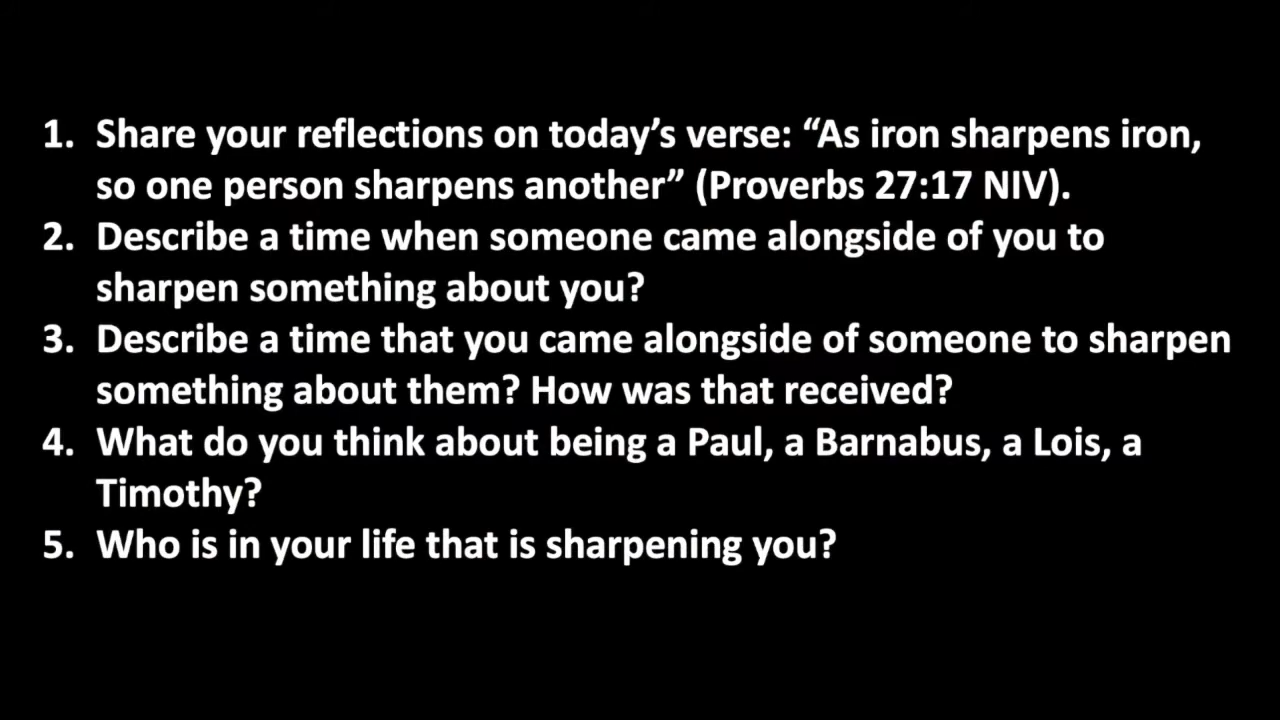 1. Share your reflections on today’s verse: “As iron sharpens iron,
so one person sharpens another” (Proverbs 27:17 NIV).
2. Describe a time when someone came alongside of you to
sharpen something about you?
3. Describe a time that you came alongside of someone to sharpen
something about them? How was that received?
4. What do you think about being a Paul, a Barnabus, a Lois, a
Timothy?
5. Who is in your life that is sharpening you?